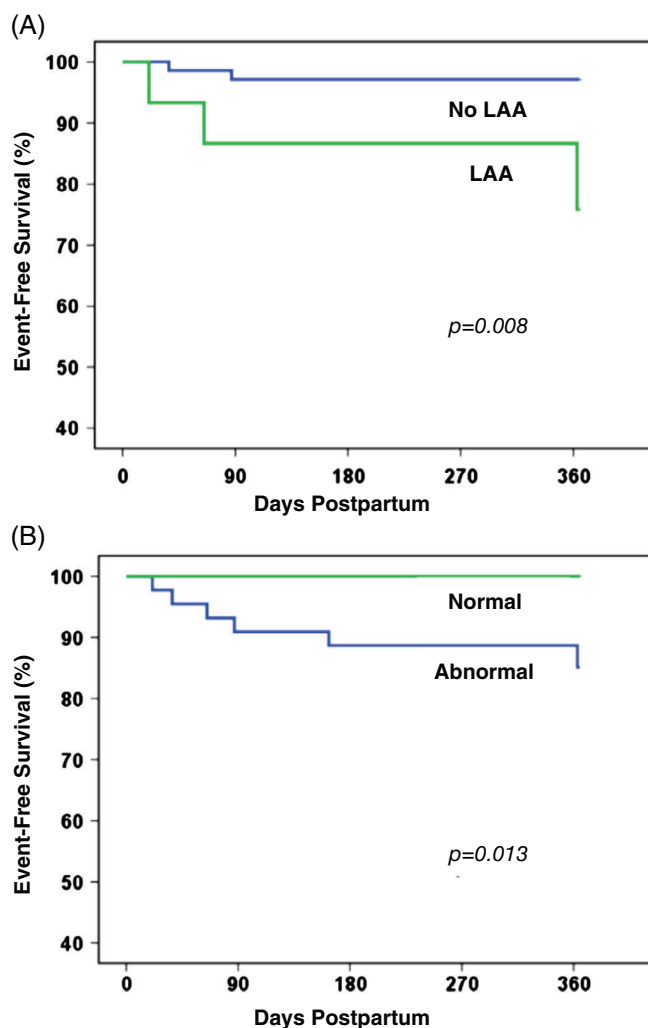 (A)
100
90
80
70
60
50
40
Event-Free Survival (%)
No LAA
LAA
p=0.008
0 90 180 270 360
Days Postpartum
(B)
100
90
80
70
60
50
40
Event-Free Survival (%)
Normal
Abnormal
p=0.013
0 90 180 270 360
Days Postpartum